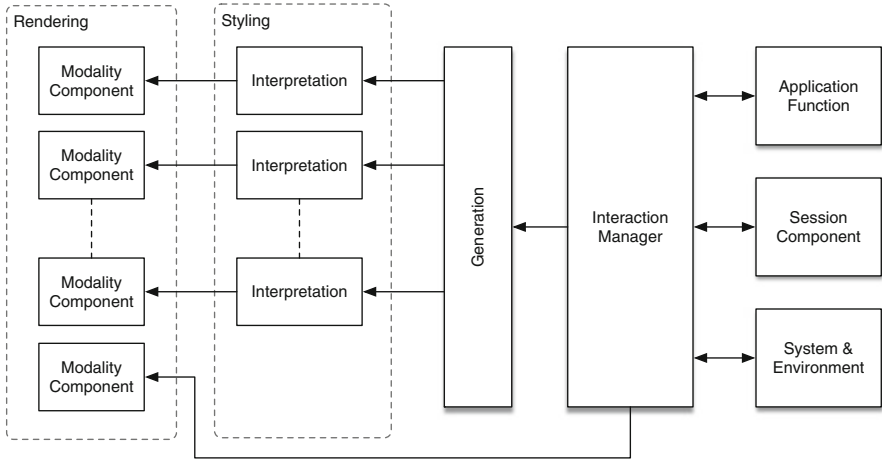 Rendering
Styling
Modality
Component
Interpretation
Modality
Component
Interpretation
Modality
Component
Interpretation
Modality
Component
Generation
Interaction
Manager
Application
Function
Session
Component
System &
Environment